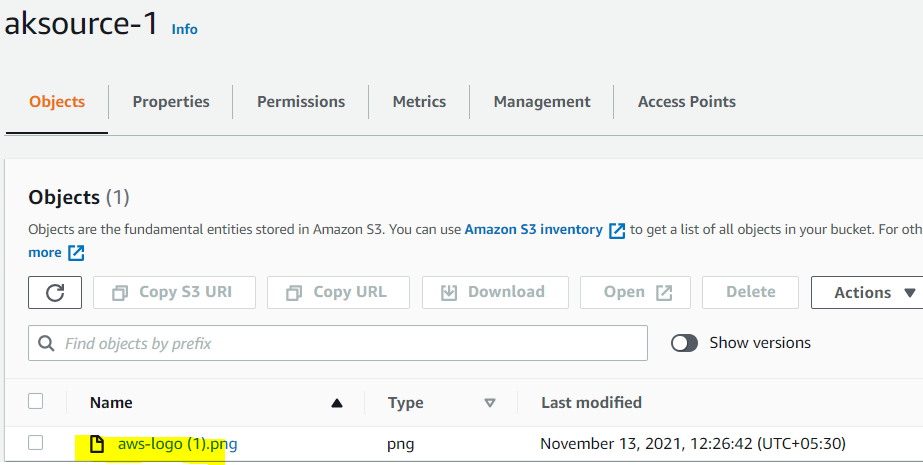 aksource-1 Info
Objects Properties Permissions Metrics Management Access Points
Objects (1)
Objects are the fundamental entities stored in Amazon S3. You can use Amazon S3 inventory to get a list of all objects in your bucket. For oth
more
Copy S3 URI Copy URL Download Open Delete Actions
Find objects by prefix Show versions
Name Type Last modified
aws-logo (1).png png November 13, 2021, 12:26:42 (UTC+05:30)